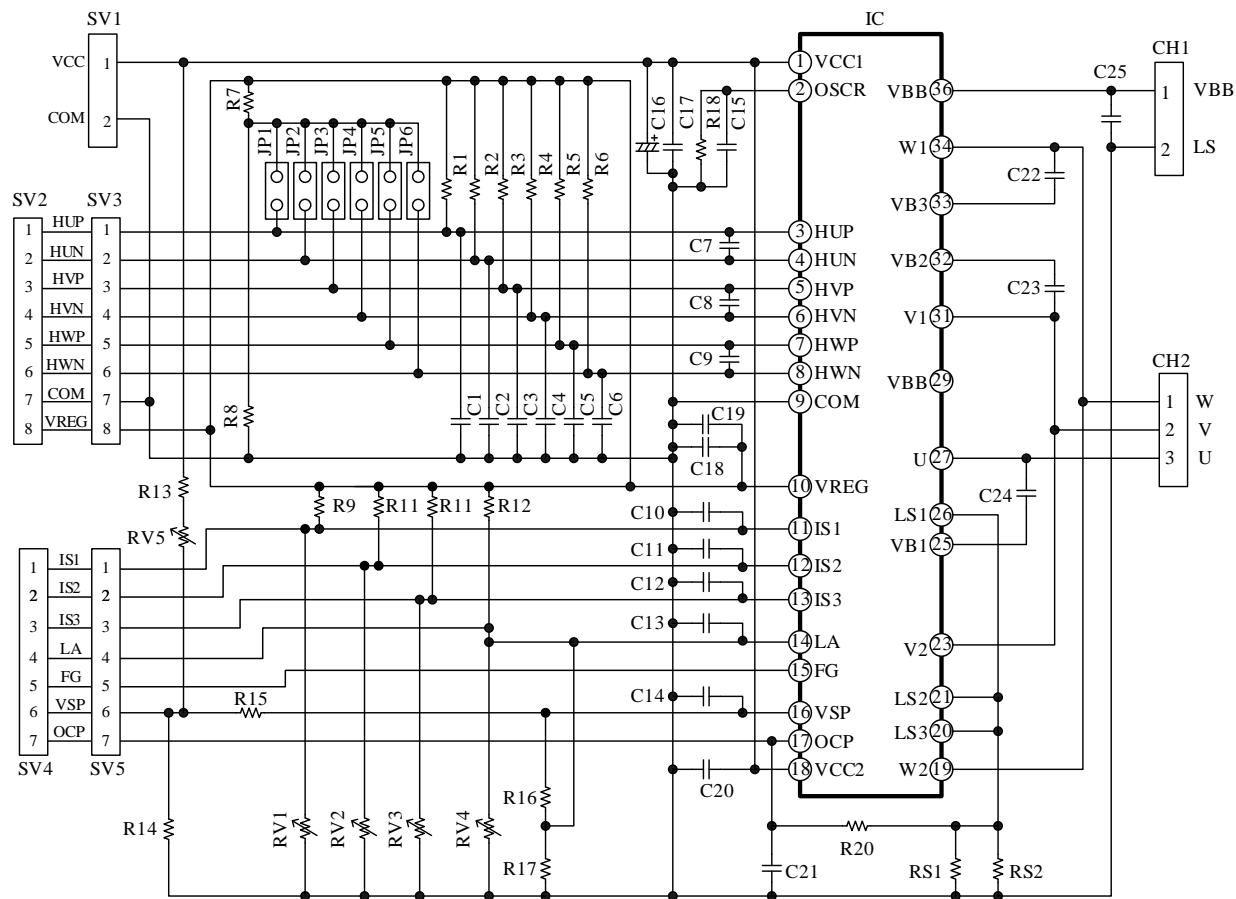 SV1
VCC 1
COM 2
IC
1 VCC1
2 OSCR
VBB 36
W1 34
VB3 33
VB2 32
V1 31
VBB 29
U 27
LS1 26
VB1 25
V2 23
LS2 21
LS3 20
W2 19
3 HUP
4 HUN
5 HVP
6 HVN
7 HWP
8 HWN
9 COM
10 VREG
11 IS1
12 IS2
13 IS3
14 LA
15 FG
16 VSP
17 OCP
18 VCC2
CH1
1 VBB
2 LS
C25
C22
C23
C24
CH2
1 W
2 V
3 U
R7
JP1
JP2
JP3
JP4
JP5
JP6
R1
R2
R3
R4
R5
R6
+
C16
C17
R18
C15
SV2
SV3
1 HUP 1
2 HUN 2
3 HVP 3
4 HVN 4
5 HWP 5
6 HWN 6
7 COM 7
8 VREG 8
C7
C8
C9
R8
C1
C2
C3
C4
C5
C6
C19
C18
R13
RV5
R9
R11
R11
R12
C10
C11
C12
C13
C14
C20
1 IS1 1
2 IS2 2
3 IS3 3
4 LA 4
5 FG 5
6 VSP 6
7 OCP 7
SV4
SV5
R15
R14
RV1
RV2
RV3
RV4
R16
R17
C21
R20
RS1
RS2